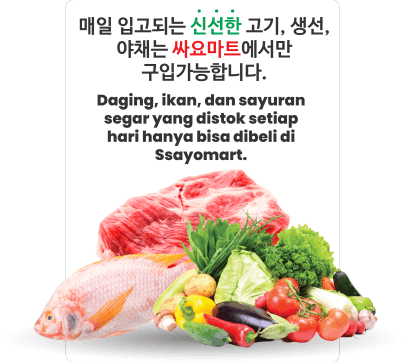 매일 입고되는 신선한 고기, 생선,
야채는 싸요마트에서만
구입가능합니다.
Daging, ikan, dan sayuran
segar yang distok setiap
hari hanya bisa dibeli di
Ssayomart.